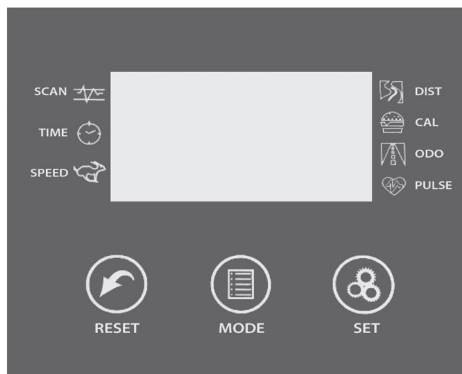 SCAN
TIME
SPEED
DIST
CAL
ODO
PULSE
RESET
MODE
SET